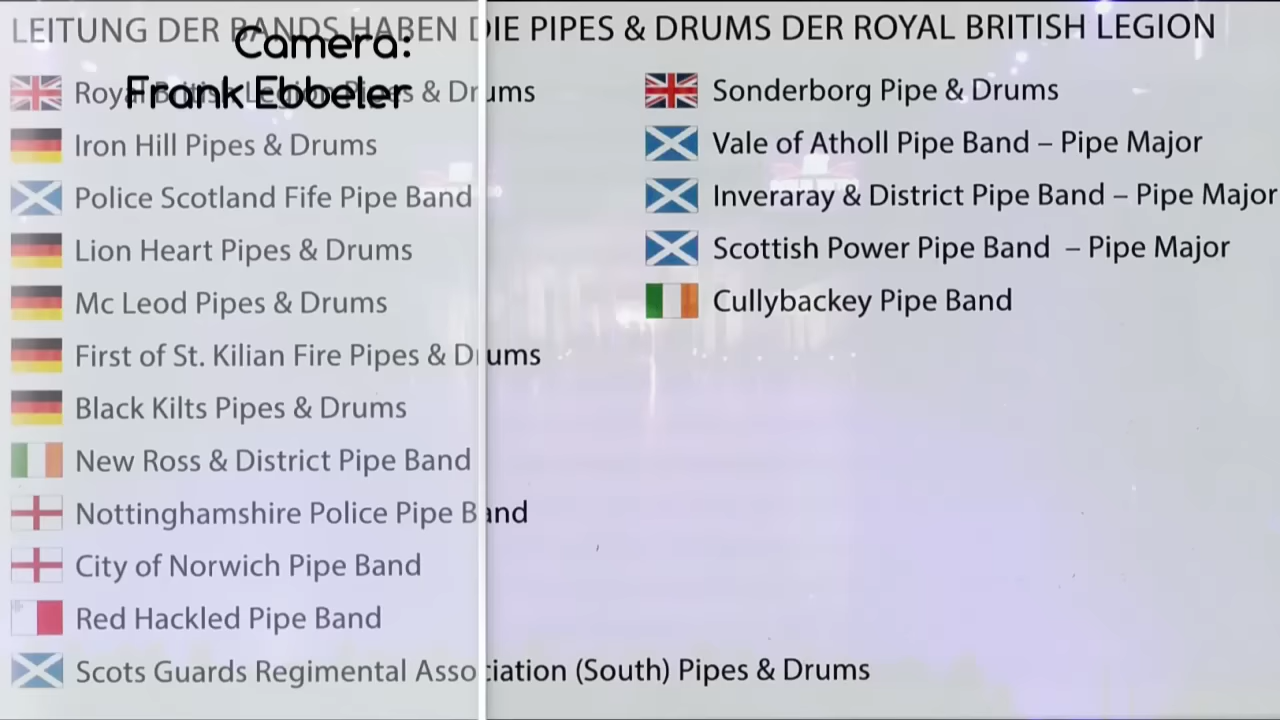 LEITUNG DER BANDS HABEN DIE PIPES & DRUMS DER ROYAL BRITISH LEGION
Camera:
Frank Ebbeler
Royal British Legion Pipes & Drums
Iron Hill Pipes & Drums
Police Scotland Fife Pipe Band
Lion Heart Pipes & Drums
Mc Leod Pipes & Drums
First of St. Kilian Fire Pipes & Drums
Black Kilts Pipes & Drums
New Ross & District Pipe Band
Nottinghamshire Police Pipe Band
City of Norwich Pipe Band
Red Hackled Pipe Band
Scots Guards Regimental Association (South) Pipes & Drums
Sonderborg Pipe & Drums
Vale of Atholl Pipe Band – Pipe Major
Inveraray & District Pipe Band – Pipe Major
Scottish Power Pipe Band – Pipe Major
Cullybackey Pipe Band